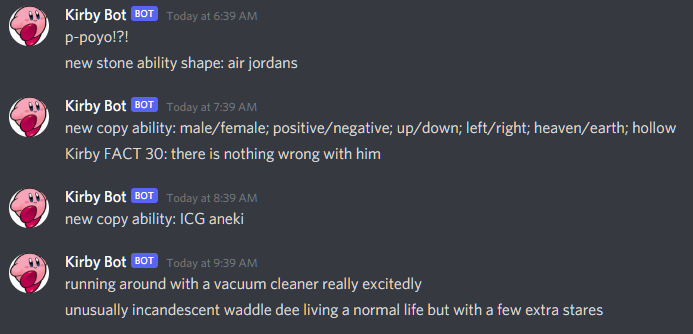 Kirby Bot BOT Today at 6:39 AM
p-poyo!?!
new stone ability shape: air jordans
Kirby Bot BOT Today at 7:39 AM
new copy ability: male/female; positive/negative; up/down; left/right; heaven/earth; hollow
Kirby FACT 30: there is nothing wrong with him
Kirby Bot BOT Today at 8:39 AM
new copy ability: ICG aneki
Kirby Bot BOT Today at 9:39 AM
running around with a vacuum cleaner really excitedly
unusually incandescent waddle dee living a normal life but with a few extra stares